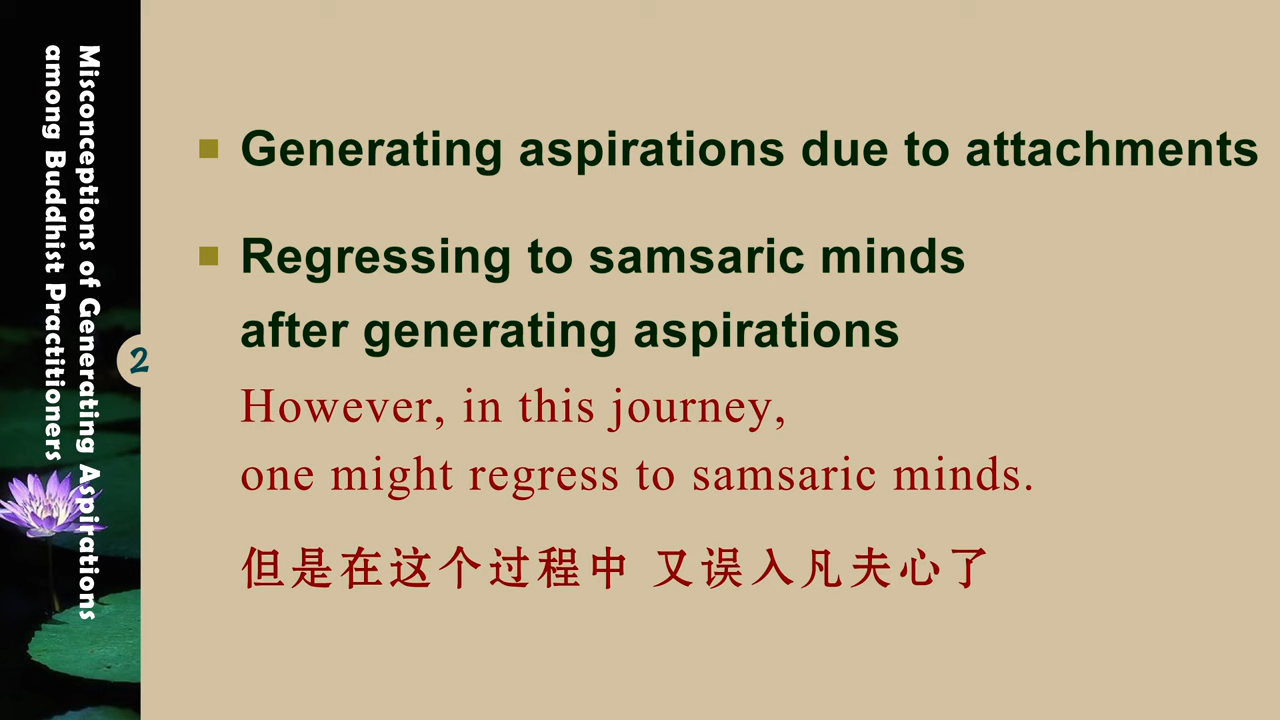 Misconceptions of Generating Aspirations
among Buddhist Practitioners
2
Generating aspirations due to attachments
Regressing to samsaric minds
after generating aspirations
However, in this journey,
one might regress to samsaric minds.
但是在这个过程中 又误入凡夫心了